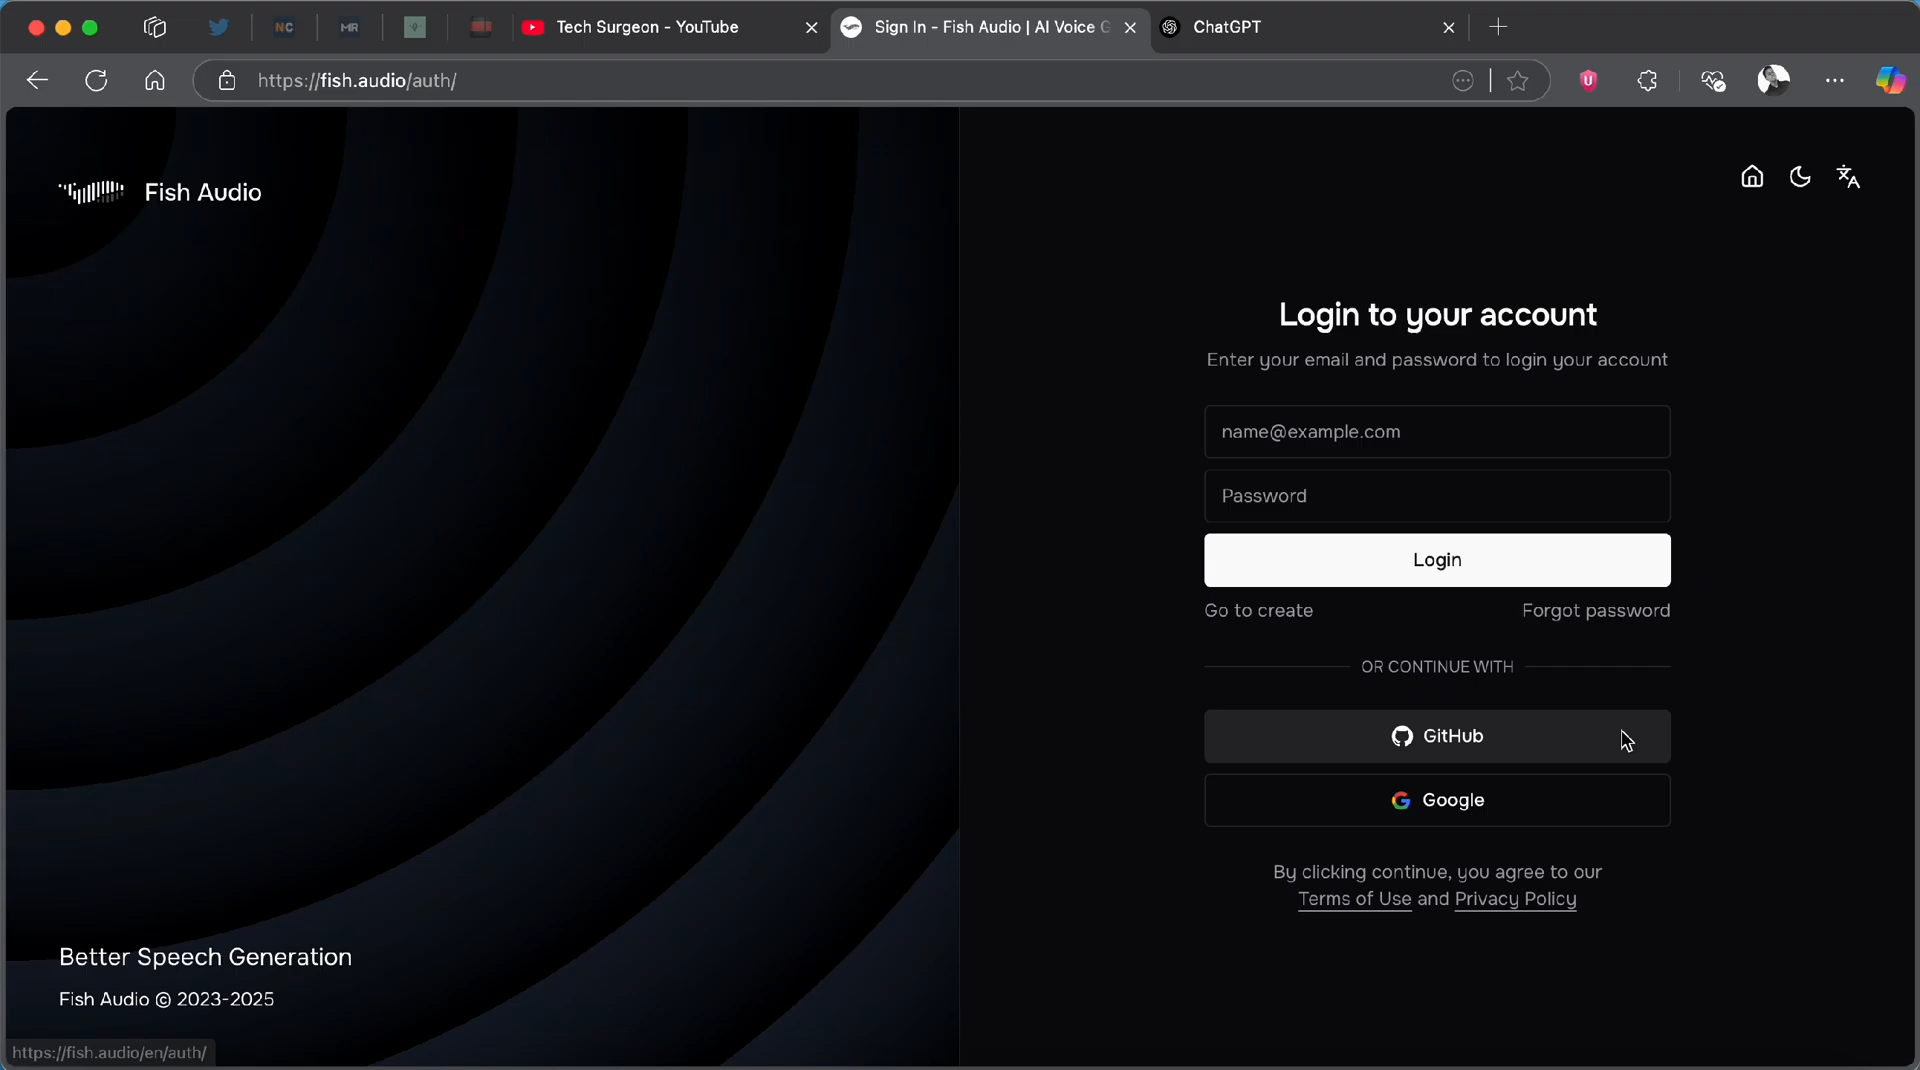 NC
MR
Tech Surgeon - YouTube
Sign In - Fish Audio | AI Voice G
ChatGPT
https://fish.audio/auth/
Fish Audio
Login to your account
Enter your email and password to login your account
name@example.com
Password
Login
Go to create
Forgot password
OR CONTINUE WITH
GitHub
Google
By clicking continue, you agree to our
Terms of Use and Privacy Policy
Better Speech Generation
Fish Audio © 2023-2025
https://fish.audio/en/auth/